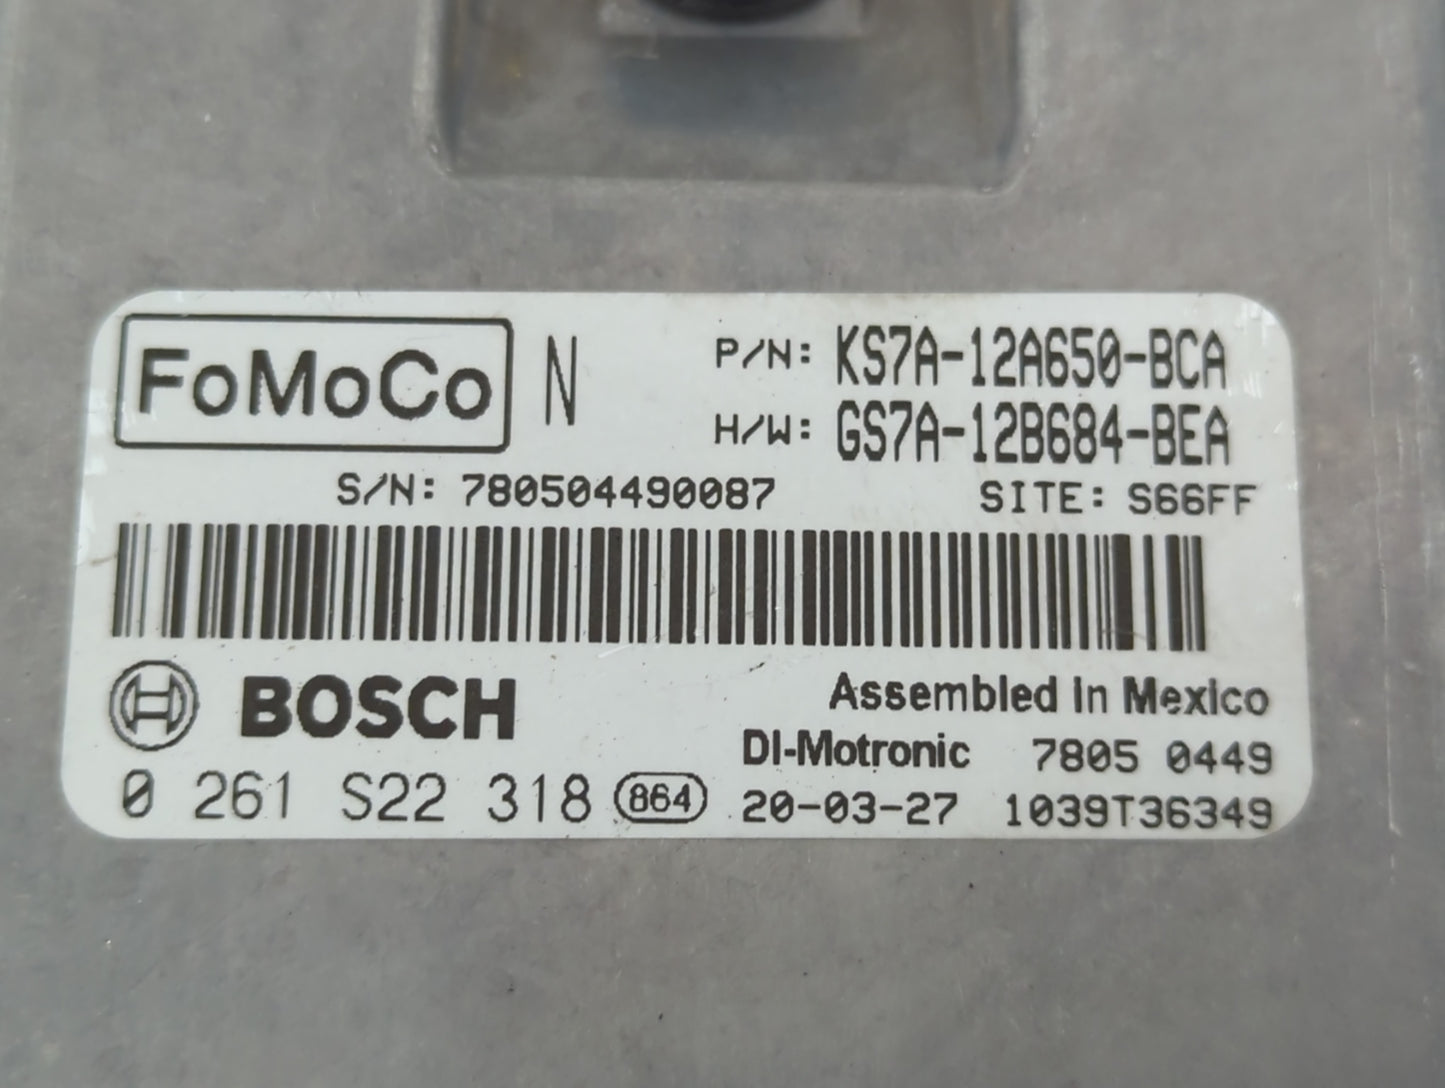 FoMoCo N P/N: KS7A-12A650-BCA
H/W: GS7A-12B684-BEA
S/N: 780504490087 SITE: S66FF
BOSCH Assembled in Mexico
DI-Motronic 7805 0449
0 261 S22 318 864 20-03-27 1039T36349